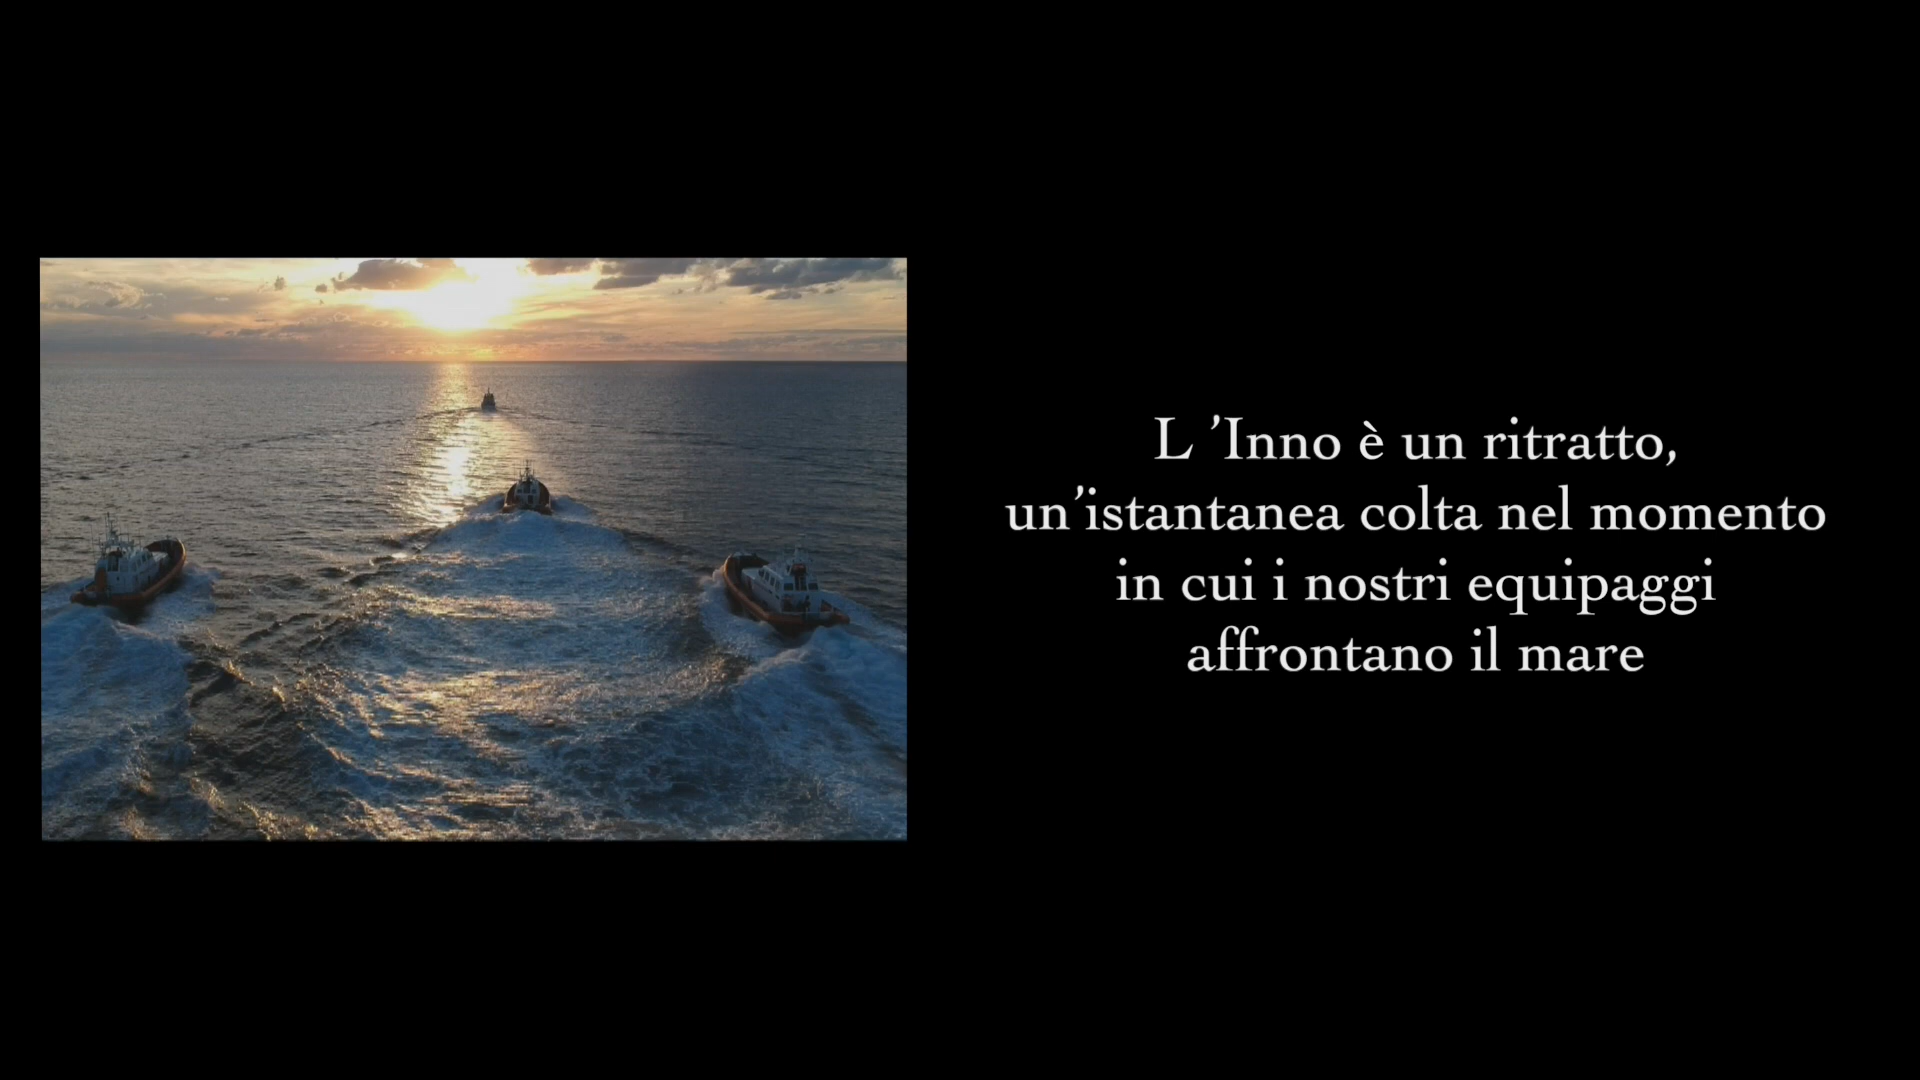 L ’Inno è un ritratto,
un’istantanea colta nel momento
in cui i nostri equipaggi
affrontano il mare